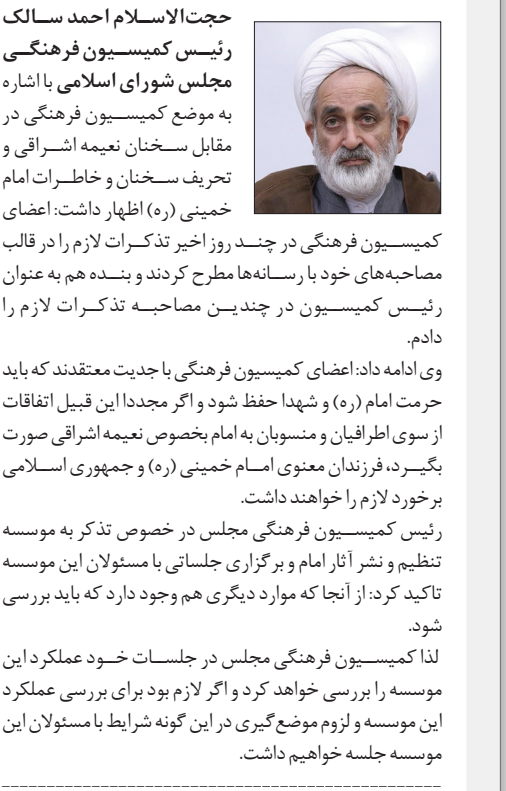 حجت‌الاسلام احمد سالک
رئیس کمیسیون فرهنگی
مجلس شورای اسلامی با اشاره
به موضع کمیسیون فرهنگی در
مقابل سخنان نعیمه اشراقی و
تحریف سخنان و خاطرات امام
خمینی (ره) اظهار داشت: اعضای
کمیسیون فرهنگی در چند روز اخیر تذکرات لازم را در قالب
مصاحبه‌های خود با رسانه‌ها مطرح کردند و بنده هم به عنوان
رئیس کمیسیون در چندین مصاحبه تذکرات لازم را
دادم.
وی ادامه داد: اعضای کمیسیون فرهنگی با جدیت معتقدند که باید
حرمت امام (ره) و شهدا حفظ شود و اگر مجددا این قبیل اتفاقات
از سوی اطرافیان و منسوبان به امام بخصوص نعیمه اشراقی صورت
بگیرد، فرزندان معنوی امام خمینی (ره) و جمهوری اسلامی
برخورد لازم را خواهند داشت.
رئیس کمیسیون فرهنگی مجلس در خصوص تذکر به موسسه
تنظیم و نشر آثار امام و برگزاری جلساتی با مسئولان این موسسه
تاکید کرد: از آنجا که موارد دیگری هم وجود دارد که باید بررسی
شود.
لذا کمیسیون فرهنگی مجلس در جلسات خود عملکرد این
موسسه را بررسی خواهد کرد و اگر لازم بود برای بررسی عملکرد
این موسسه و لزوم موضع‌گیری در این گونه شرایط با مسئولان این
موسسه جلسه خواهیم داشت.